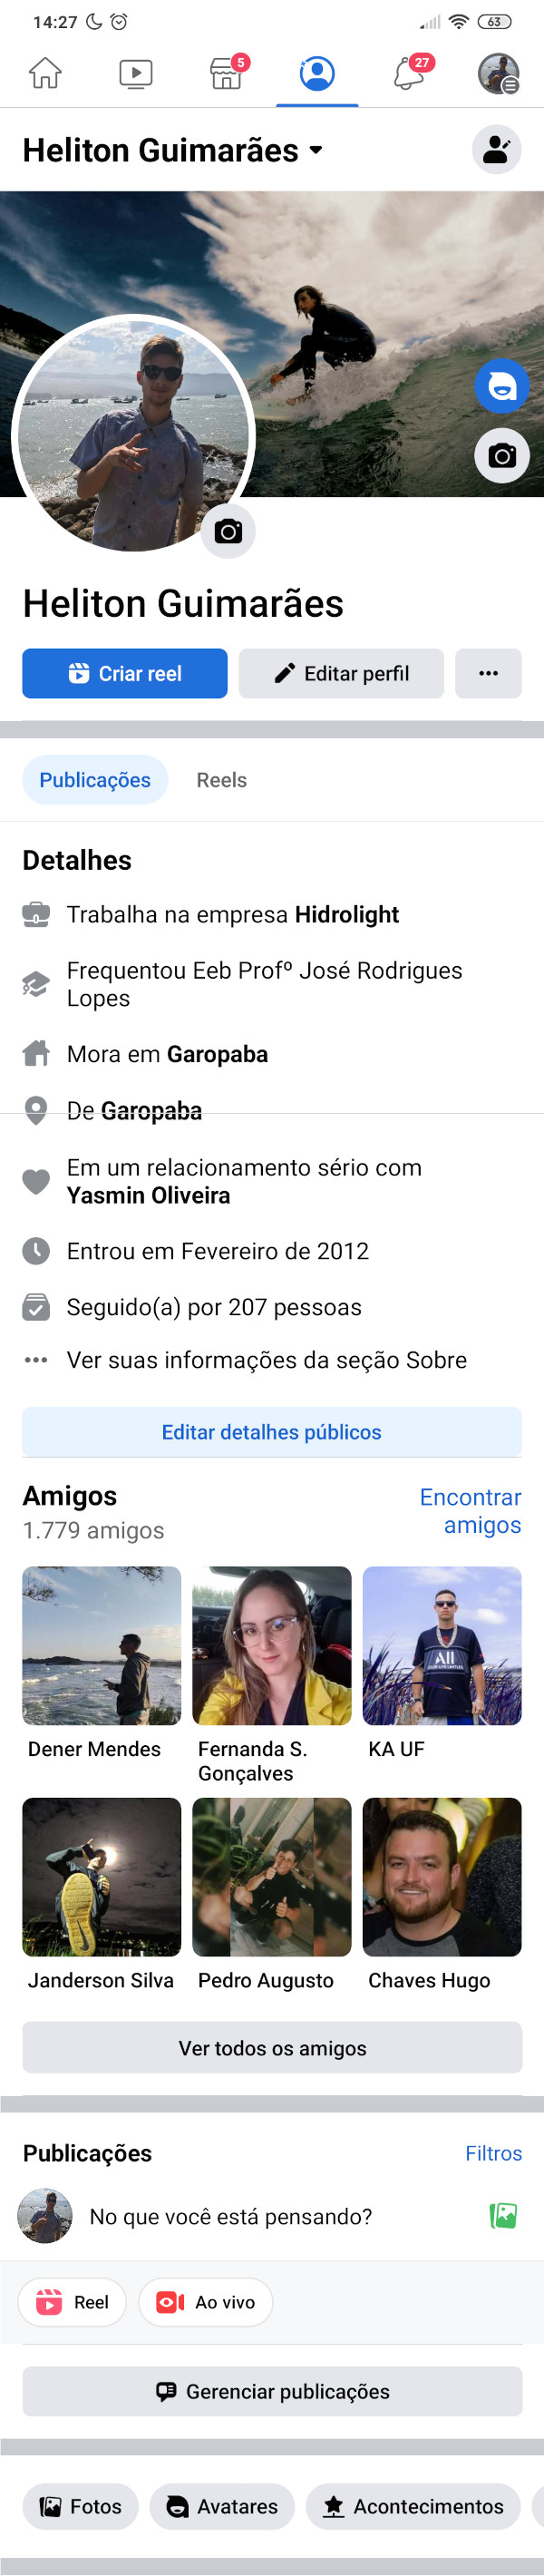 14:27
63
5
27
Heliton Guimarães
Heliton Guimarães
Criar reel
Editar perfil
Publicações
Reels
Detalhes
Trabalha na empresa Hidrolight
Frequentou Eeb Profº José Rodrigues
Lopes
Mora em Garopaba
De Garopaba
Em um relacionamento sério com
Yasmin Oliveira
Entrou em Fevereiro de 2012
Seguido(a) por 207 pessoas
Ver suas informações da seção Sobre
Editar detalhes públicos
Amigos
Encontrar
amigos
1.779 amigos
All
Dener Mendes
Fernanda S.
Gonçalves
KA UF
Janderson Silva
Pedro Augusto
Chaves Hugo
Ver todos os amigos
Publicações
Filtros
No que você está pensando?
Reel
Ao vivo
Gerenciar publicações
Fotos
Avatares
Acontecimentos